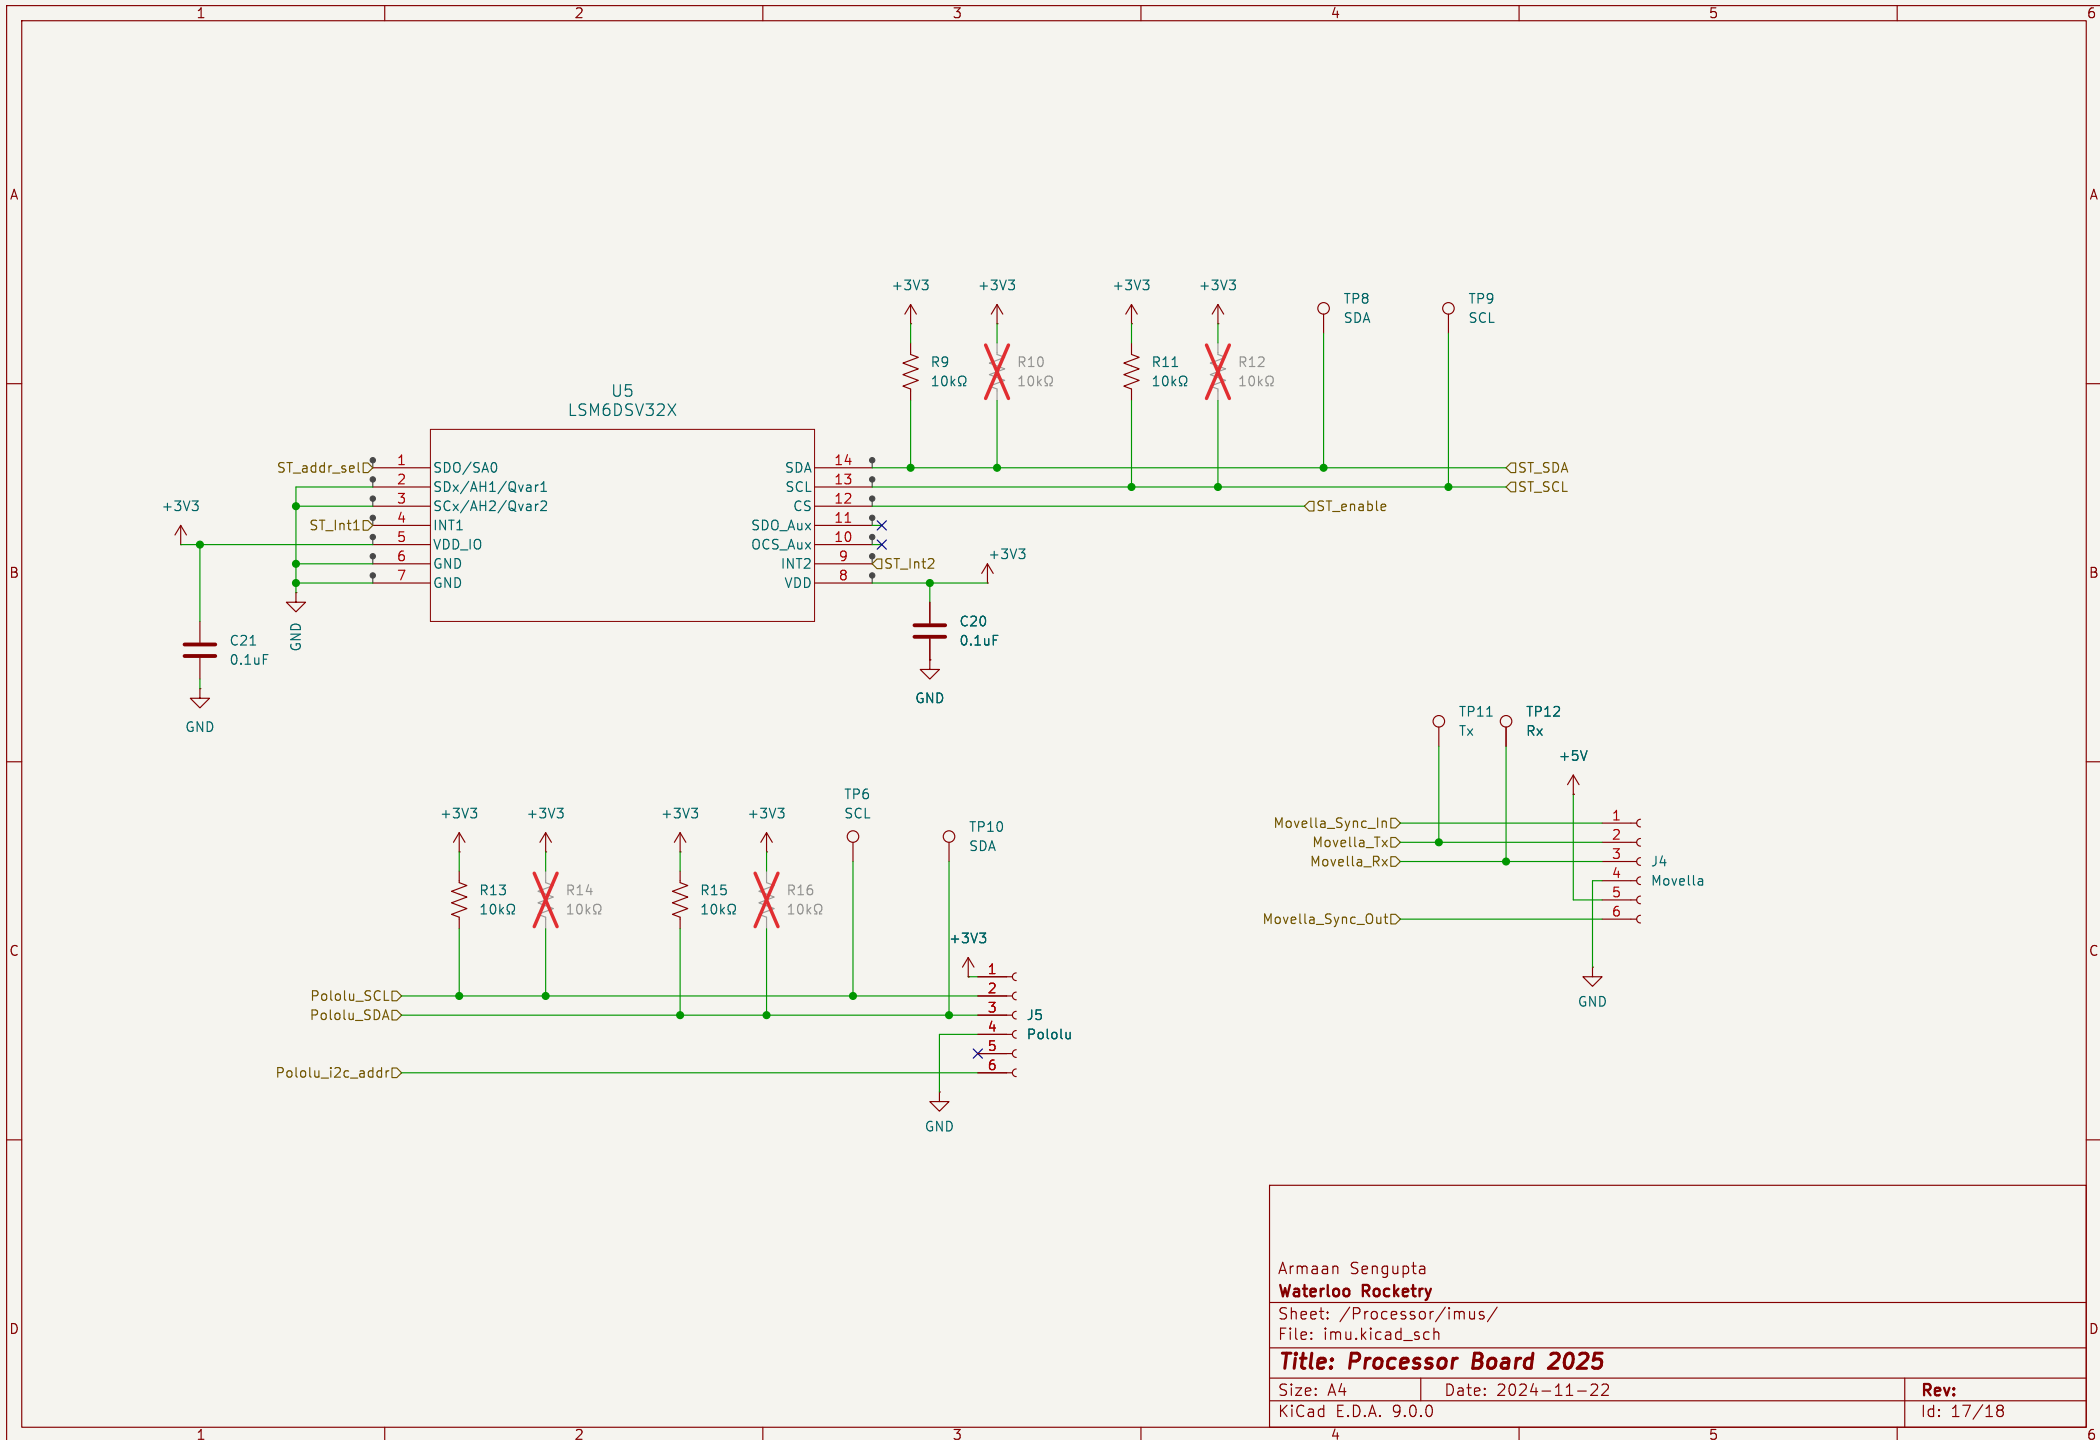 1 2 3 4 5 6
A A
+3V3 +3V3 +3V3 +3V3
TP8
SDA
TP9
SCL
R9
10kΩ
R10
10kΩ
R11
10kΩ
R12
10kΩ
U5
LSM6DSV32X
ST_addr_sel 1 SDO/SA0 SDA 14 ST_SDA
2 SDx/AH1/Qvar1 SCL 13 ST_SCL
+3V3 3 SCx/AH2/Qvar2 CS 12 ST_enable
ST_Int1 4 INT1 SDO_Aux 11
5 VDD_IO OCS_Aux 10
6 GND INT2 9 ST_Int2
+3V3
7 GND VDD 8
B B
C21
0.1uF
GND
GND
C20
0.1uF
GND
TP11
Tx
TP12
Rx
+5V
Movella_Sync_In 1
Movella_Tx 2
Movella_Rx 3
J4
4
Movella
5
Movella_Sync_Out 6
GND
+3V3 +3V3 +3V3 +3V3
TP6
SCL
TP10
SDA
R13
10kΩ
R14
10kΩ
R15
10kΩ
R16
10kΩ
C C
+3V3
1
Pololu_SCL 2
Pololu_SDA 3
J5
4
Pololu
5
Pololu_i2c_addr 6
GND
Armaan Sengupta
Waterloo Rocketry
Sheet: /Processor/imus/
File: imu.kicad_sch
D D
Title: Processor Board 2025
Size: A4 Date: 2024-11-22 Rev:
KiCad E.D.A. 9.0.0 Id: 17/18
1 2 3 4 5 6